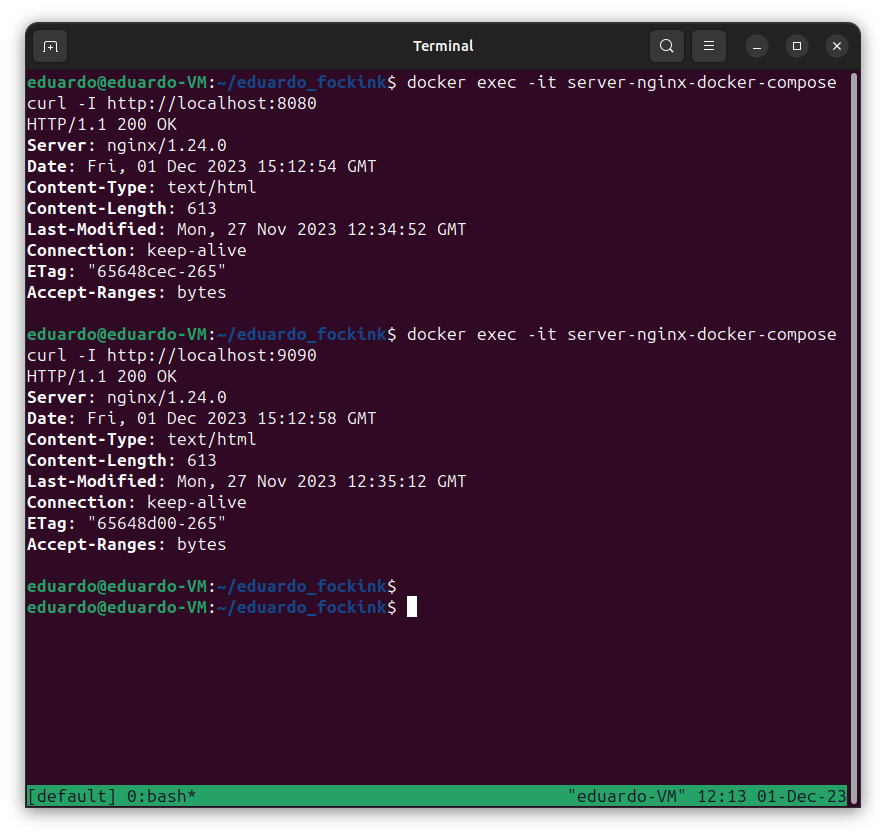 Terminal
eduardo@eduardo-VM:~/eduardo_fockink$ docker exec -it server-nginx-docker-compose
curl -I http://localhost:8080
HTTP/1.1 200 OK
Server: nginx/1.24.0
Date: Fri, 01 Dec 2023 15:12:54 GMT
Content-Type: text/html
Content-Length: 613
Last-Modified: Mon, 27 Nov 2023 12:34:52 GMT
Connection: keep-alive
ETag: "65648cec-265"
Accept-Ranges: bytes
eduardo@eduardo-VM:~/eduardo_fockink$ docker exec -it server-nginx-docker-compose
curl -I http://localhost:9090
HTTP/1.1 200 OK
Server: nginx/1.24.0
Date: Fri, 01 Dec 2023 15:12:58 GMT
Content-Type: text/html
Content-Length: 613
Last-Modified: Mon, 27 Nov 2023 12:35:12 GMT
Connection: keep-alive
ETag: "65648d00-265"
Accept-Ranges: bytes
eduardo@eduardo-VM:~/eduardo_fockink$
eduardo@eduardo-VM:~/eduardo_fockink$
[default] 0:bash* "eduardo-VM" 12:13 01-Dec-23